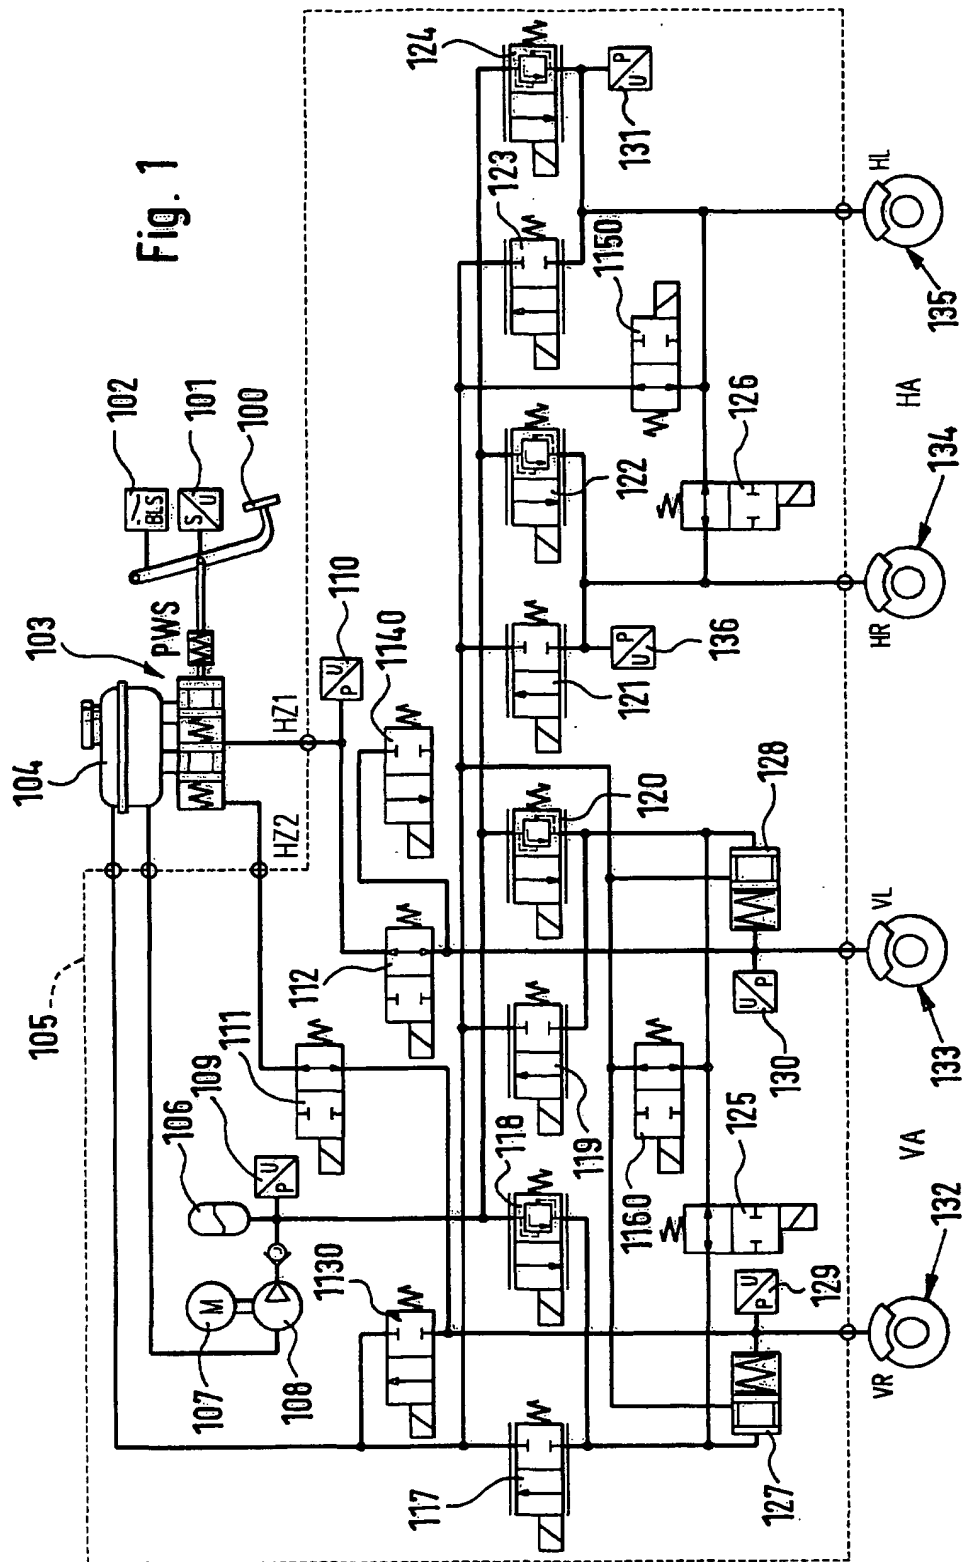 Fig. 1
102
101
100
BLS
S
U
PWS
103
104
HZ1
HZ2
110
P
U
1140
105
106
109
P
U
111
112
107
M
108
1130
124
123
131
U
P
1150
122
126
121
136
U
P
120
128
119
118
1160
125
130
U
P
129
P
U
117
127
VR
132
VA
VL
133
HR
134
HA
HL
135